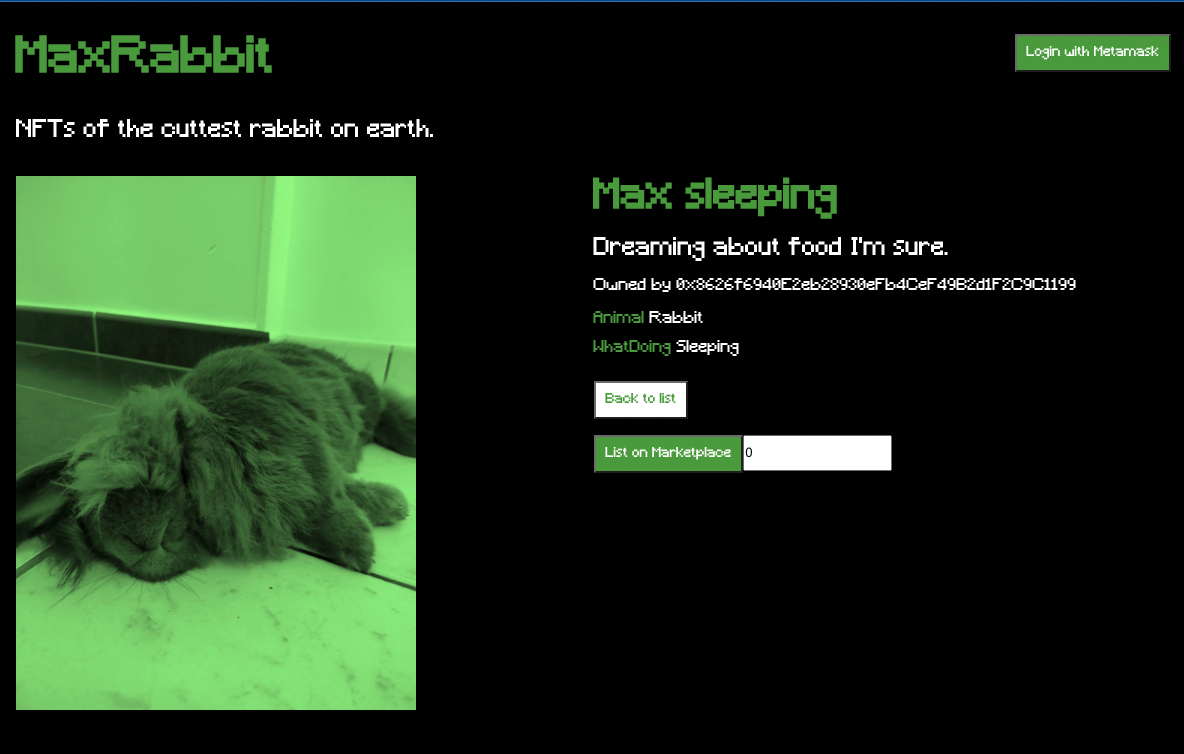 MaxRabbit
Login with Metamask
NFTs of the cuttest rabbit on earth.
Max sleeping
Dreaming about food I'm sure.
Owned by 0x8626f6940E2eb28930eFb4CeF49B2d1F2C9C1199
Animal Rabbit
WhatDoing Sleeping
Back to list
List on Marketplace 0